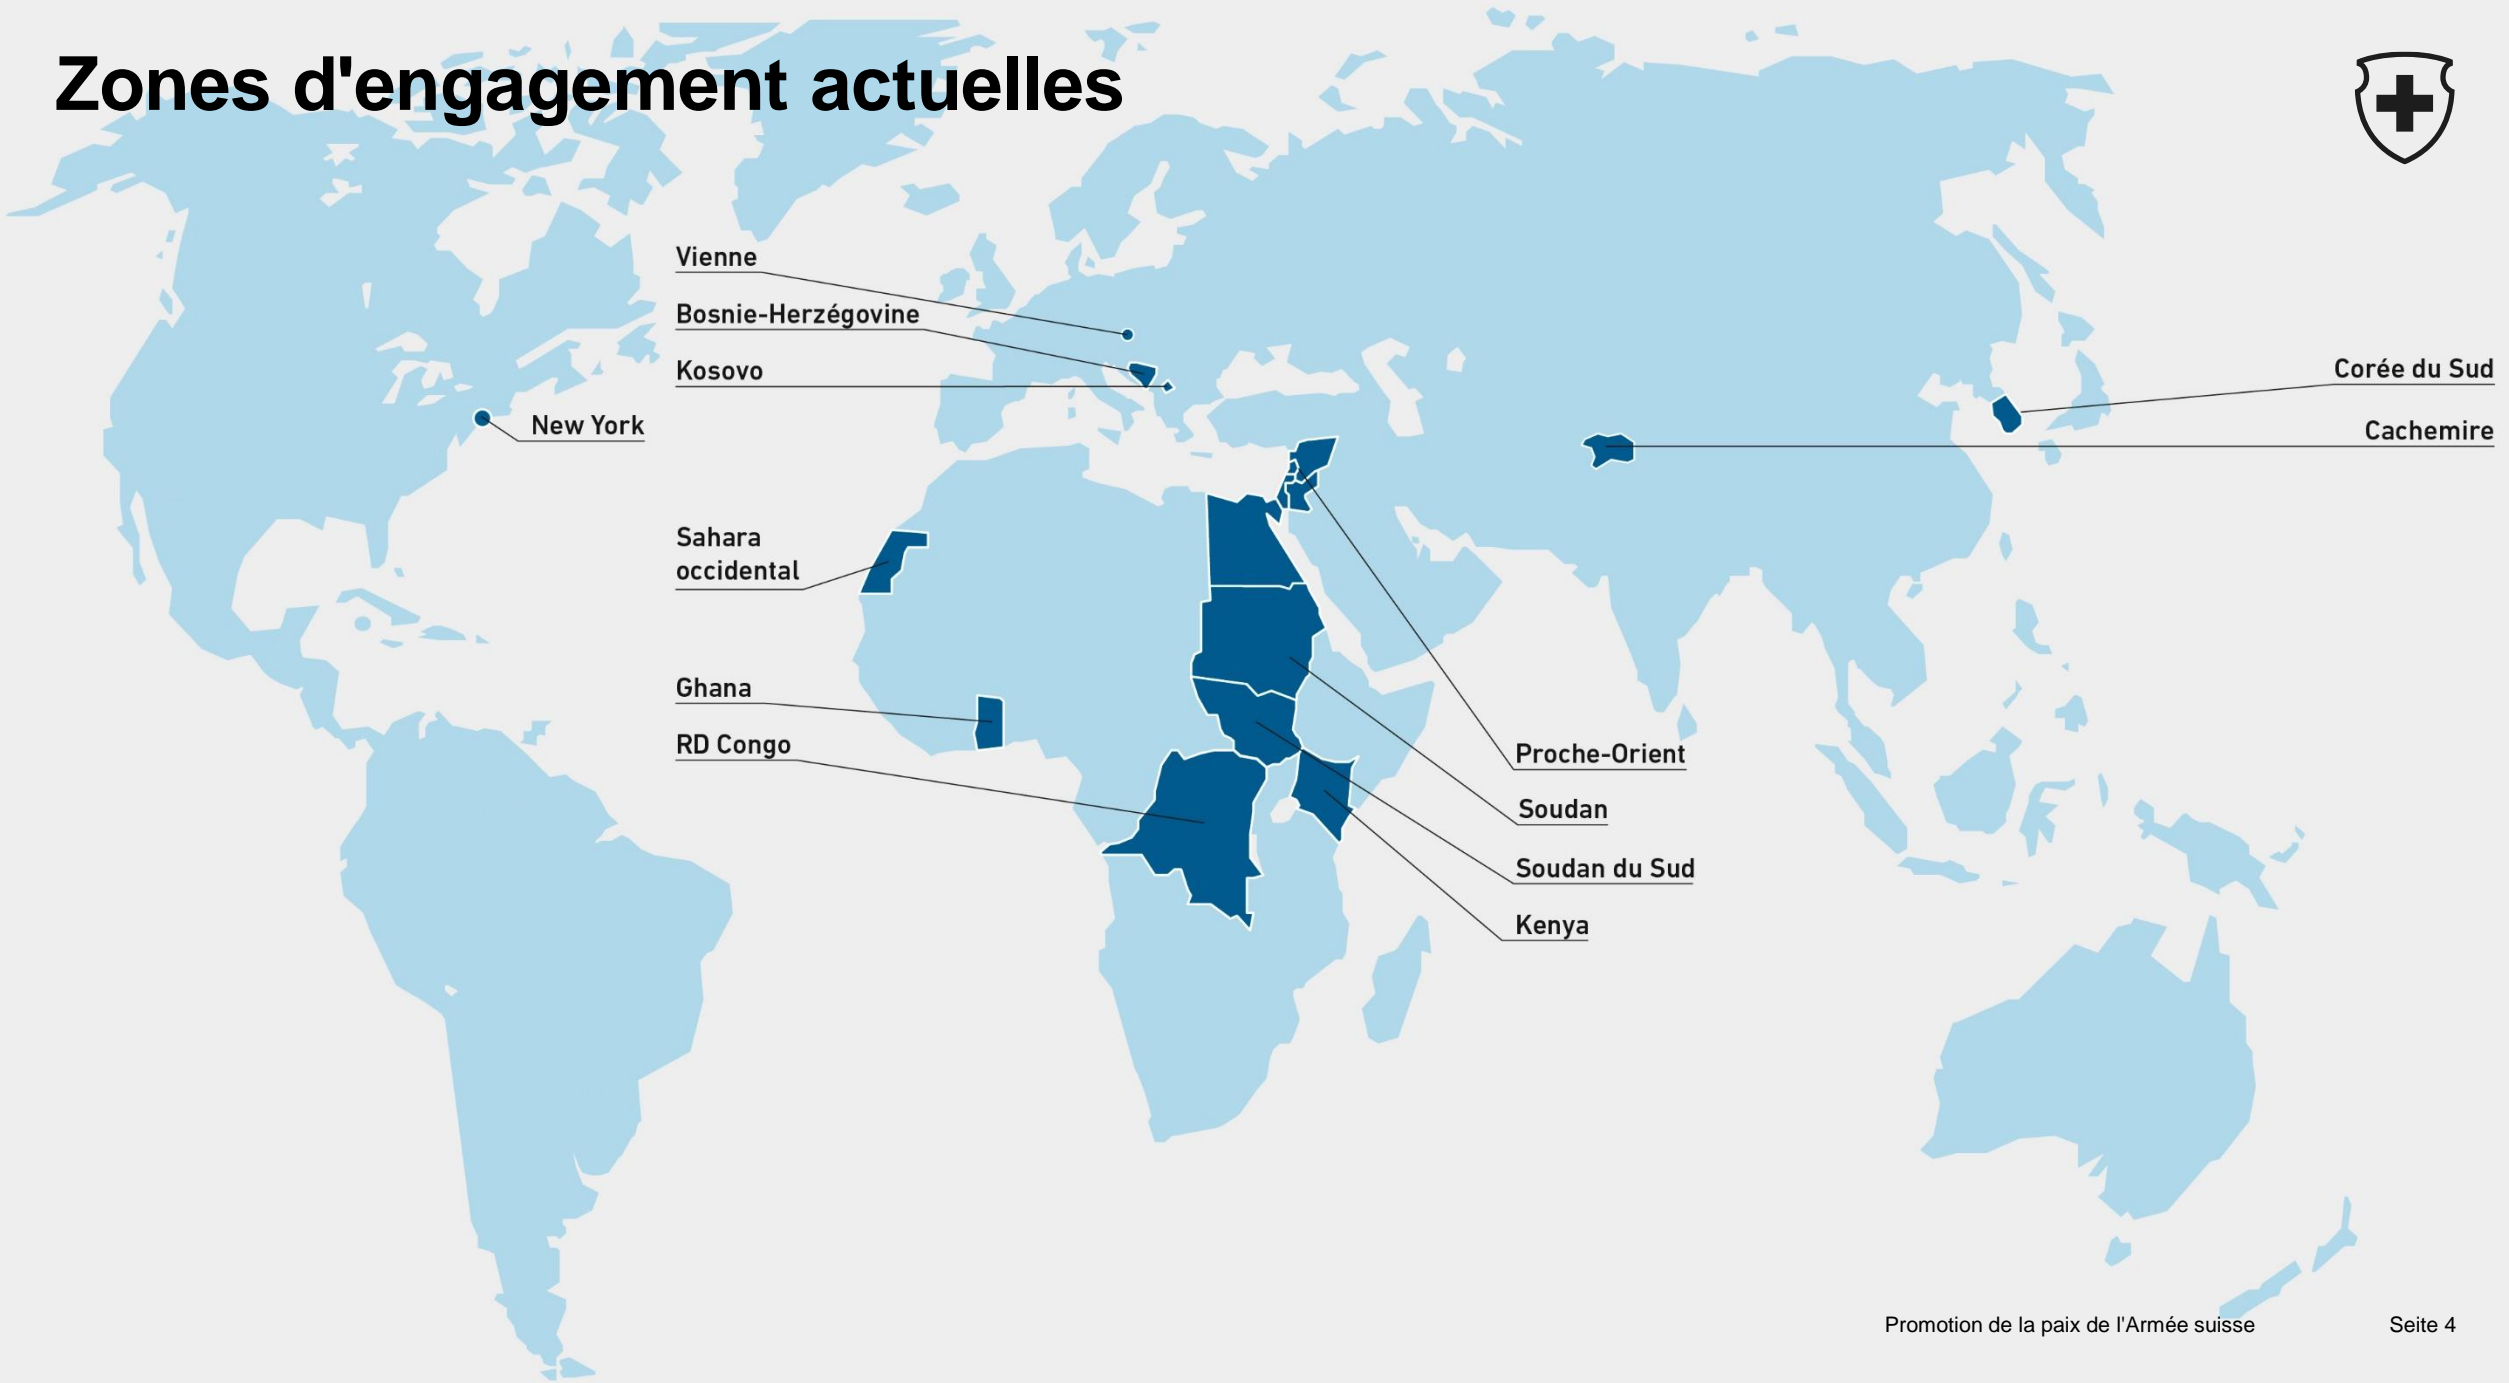 Zones d'engagement actuelles
Vienne
Bosnie-Herzégovine
Kosovo
New York
Corée du Sud
Cachemire
Sahara
occidental
Ghana
RD Congo
Proche-Orient
Soudan
Soudan du Sud
Kenya
Promotion de la paix de l'Armée suisse
Seite 4